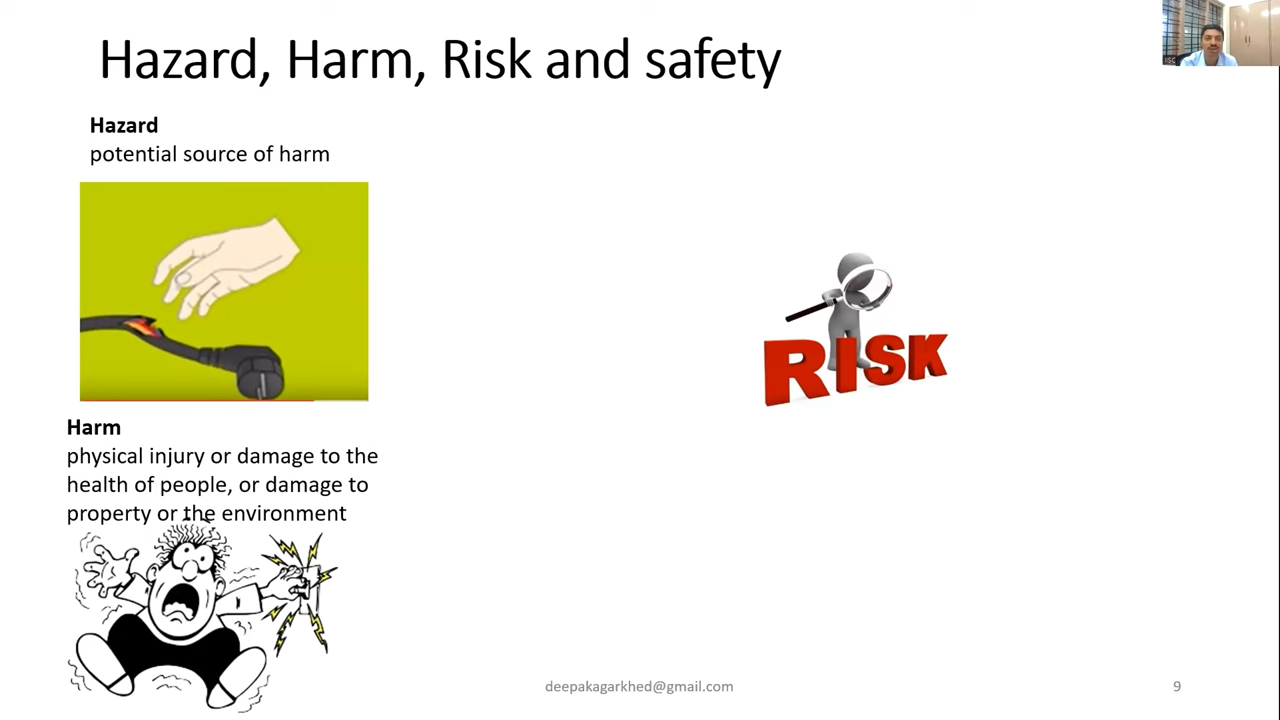 Hazard, Harm, Risk and safety
Hazard
potential source of harm
RISK
Harm
physical injury or damage to the
health of people, or damage to
property or the environment
deepakagarkhed@gmail.com
9